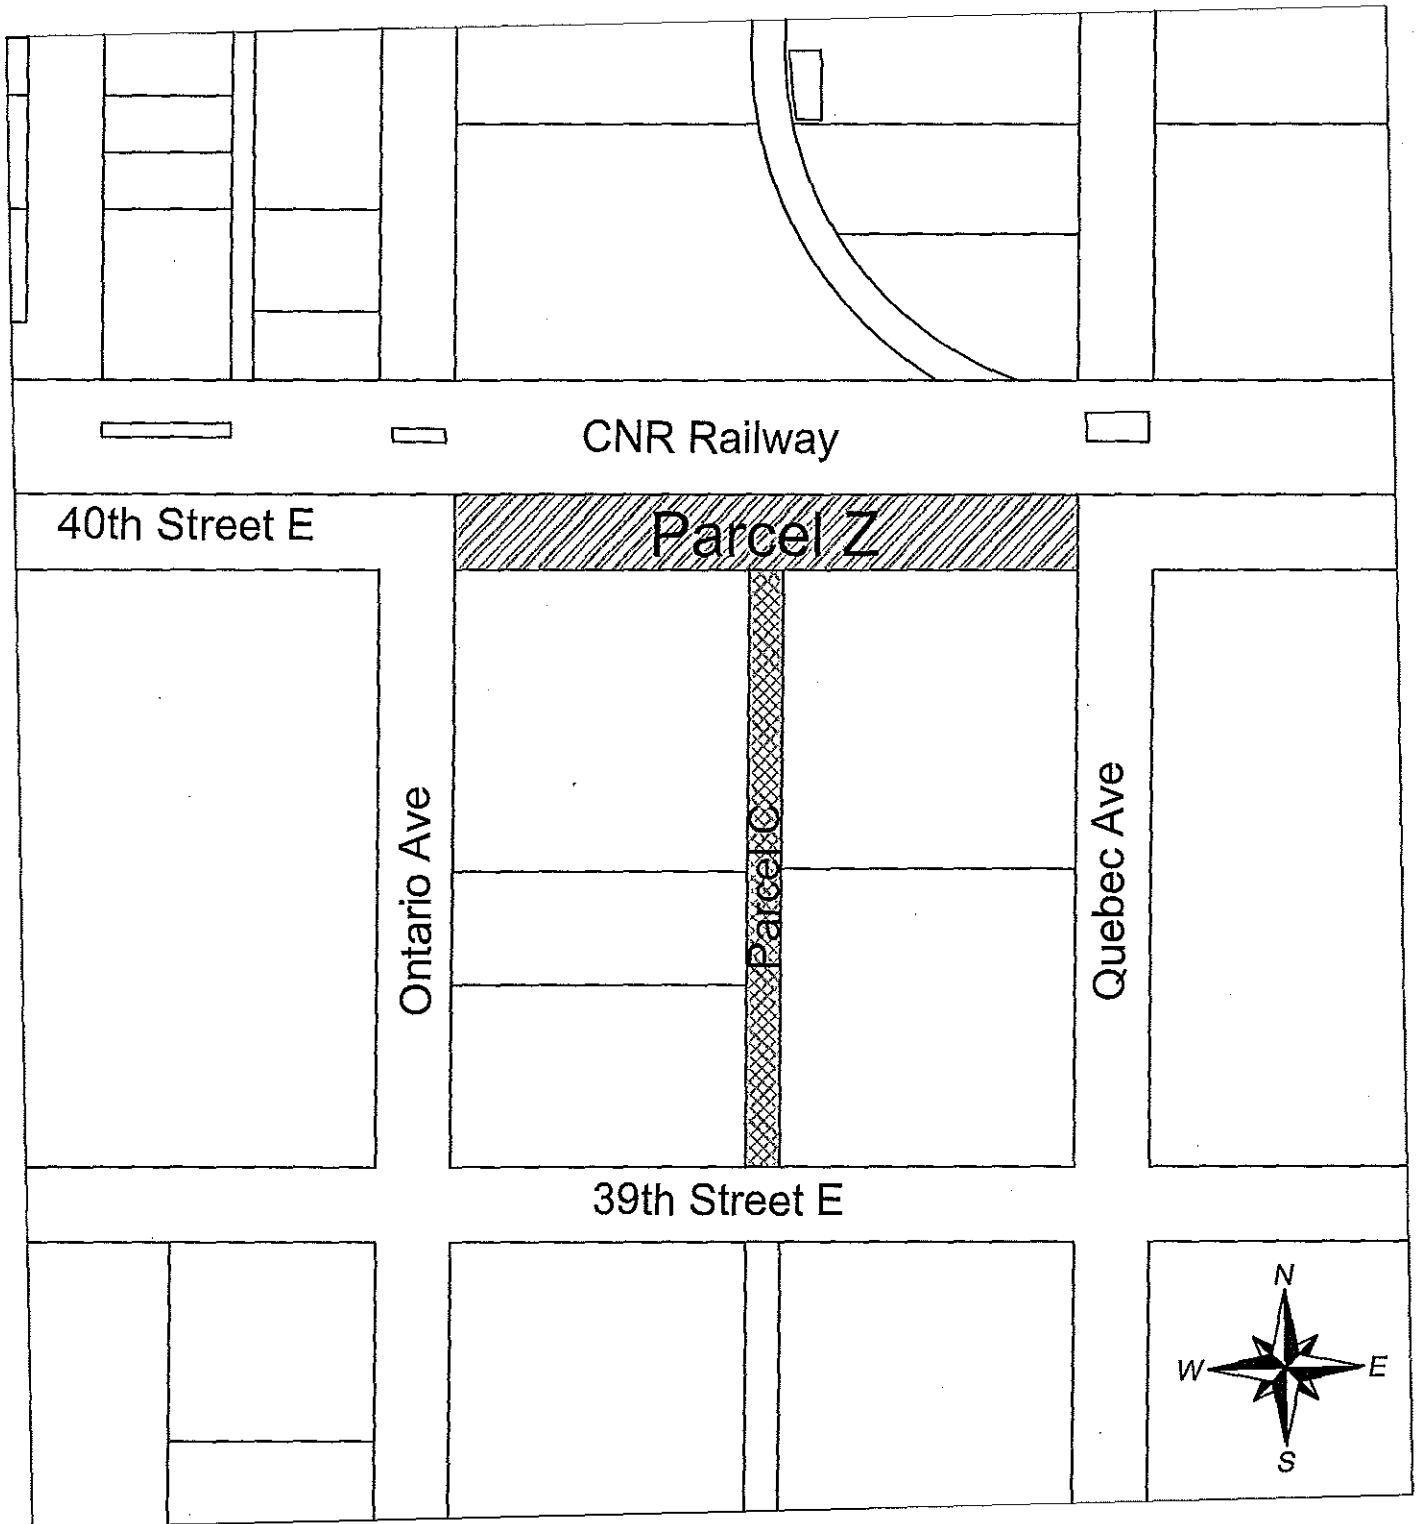 CNR Railway
40th Street E
Parcel Z
Parcel C
Ontario Ave
Quebec Ave
39th Street E
N
W
E
S